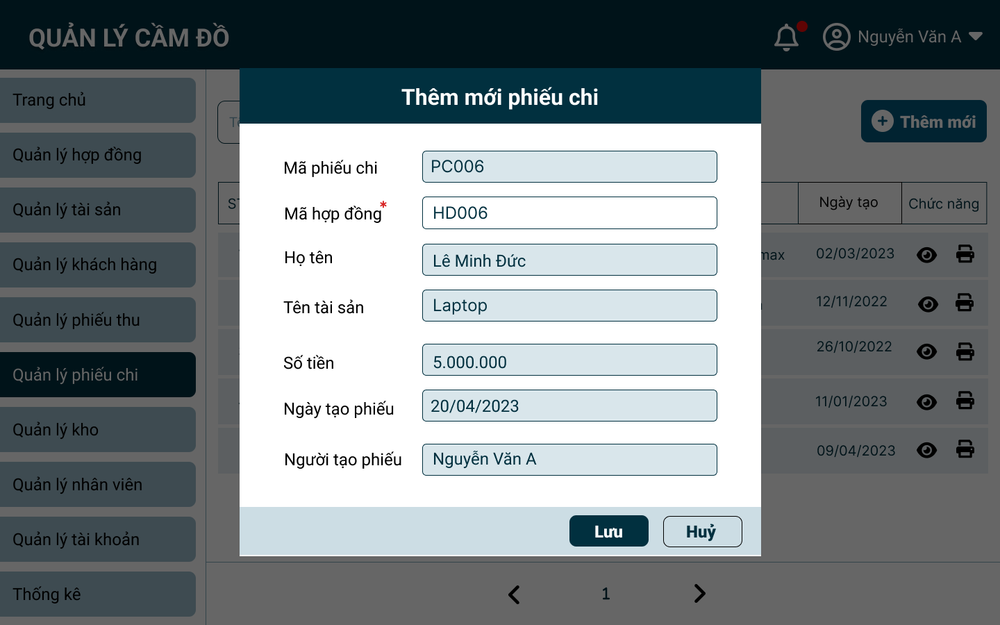 QUẢN LÝ CẦM ĐỒ
Nguyễn Văn A
Trang chủ
Quản lý hợp đồng
Quản lý tài sản
Quản lý khách hàng
Quản lý phiếu thu
Quản lý phiếu chi
Quản lý kho
Quản lý nhân viên
Quản lý tài khoản
Thống kê
Thêm mới
Ngày tạo
Chức năng
max
02/03/2023
12/11/2022
26/10/2022
11/01/2023
09/04/2023
Thêm mới phiếu chi
Mã phiếu chi PC006
Mã hợp đồng* HD006
Họ tên Lê Minh Đức
Tên tài sản Laptop
Số tiền 5.000.000
Ngày tạo phiếu 20/04/2023
Người tạo phiếu Nguyễn Văn A
Lưu Huỷ
1